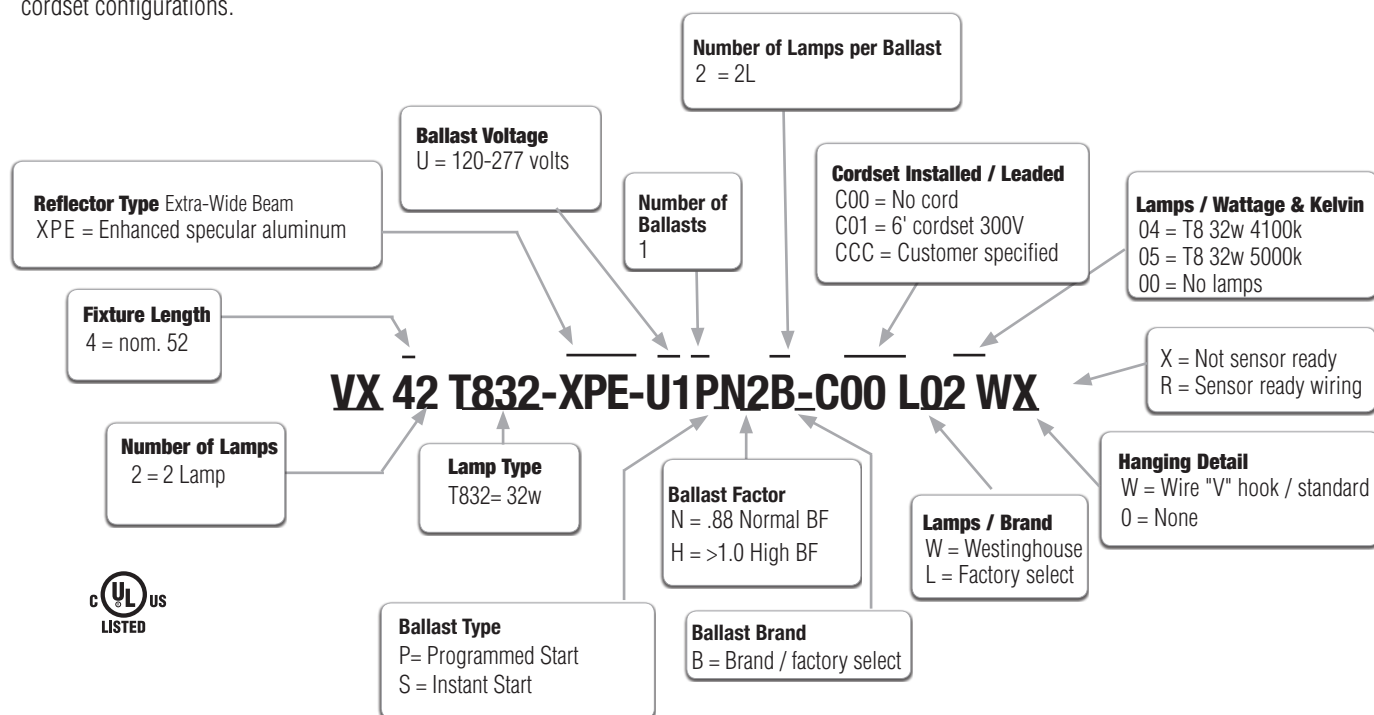 cordset configurations.
Number of Lamps per Ballast
2 = 2L
Ballast Voltage
U = 120-277 volts
Reflector Type Extra-Wide Beam
XPE = Enhanced specular aluminum
Number of
Ballasts
1
Cordset Installed / Leaded
C00 = No cord
C01 = 6' cordset 300V
CCC = Customer specified
Lamps / Wattage & Kelvin
04 = T8 32w 4100k
05 = T8 32w 5000k
00 = No lamps
Fixture Length
4 = nom. 52
X = Not sensor ready
R = Sensor ready wiring
VX 42 T832-XPE-U1PN2B-C00 L02 WX
Number of Lamps
2 = 2 Lamp
Lamp Type
T832= 32w
Ballast Factor
N = .88 Normal BF
H = >1.0 High BF
Lamps / Brand
W = Westinghouse
L = Factory select
Hanging Detail
W = Wire "V" hook / standard
0 = None
C UL US
LISTED
Ballast Type
P= Programmed Start
S = Instant Start
Ballast Brand
B = Brand / factory select